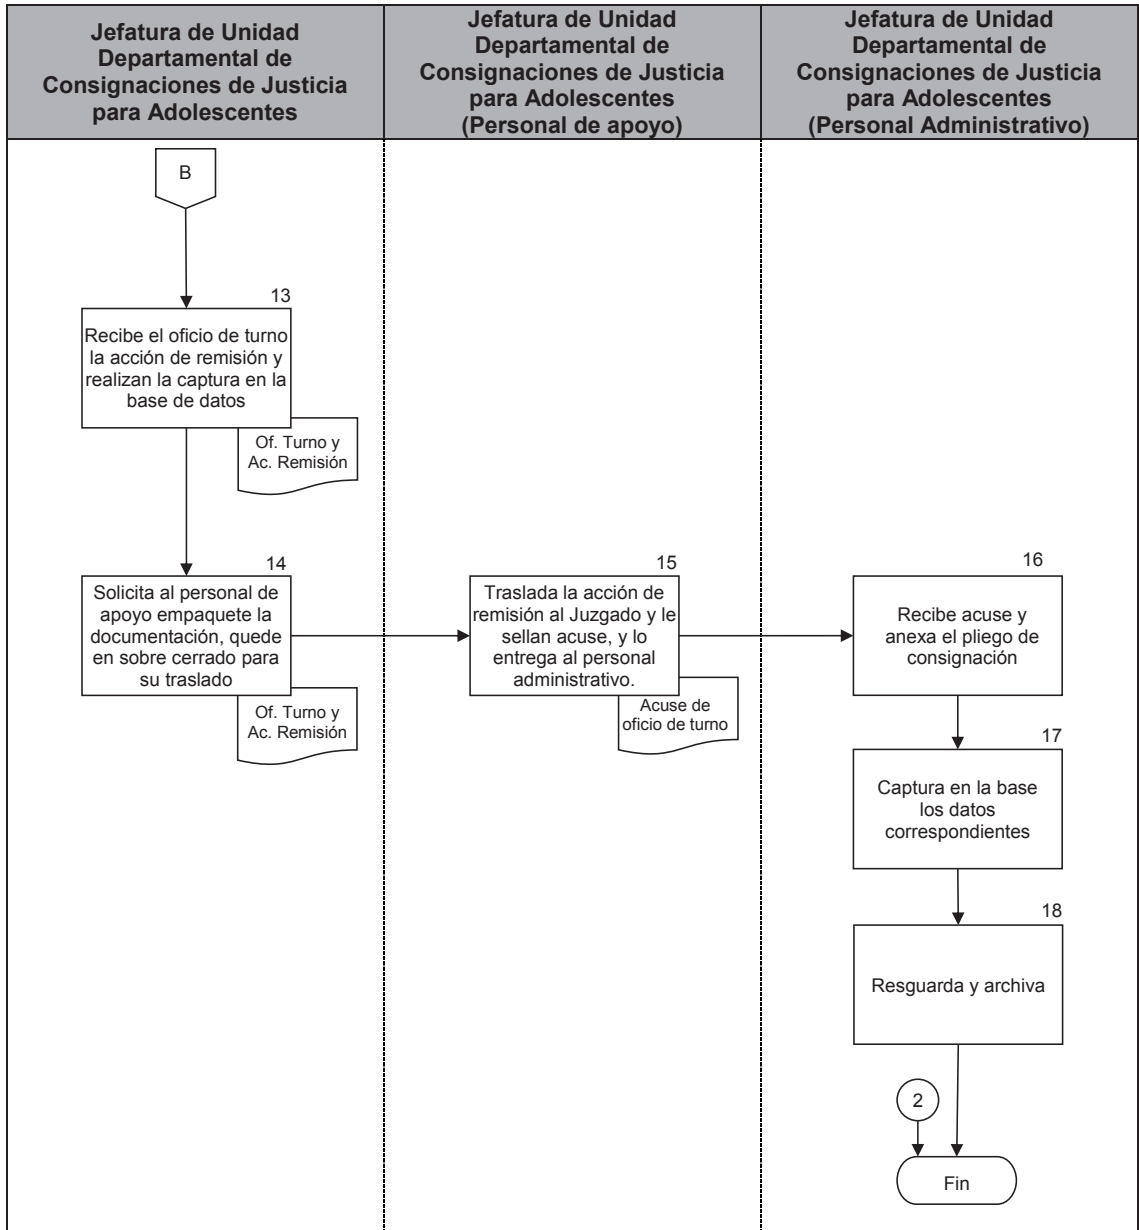 Jefatura de Unidad
Departamental de
Consignaciones de Justicia
para Adolescentes
Jefatura de Unidad
Departamental de
Consignaciones de Justicia
para Adolescentes
(Personal de apoyo)
Jefatura de Unidad
Departamental de
Consignaciones de Justicia
para Adolescentes
(Personal Administrativo)
B
13
Recibe el oficio de turno
la acción de remisión y
realizan la captura en la
base de datos
Of. Turno y
Ac. Remisión
14
Solicita al personal de
apoyo empaquete la
documentación, quede
en sobre cerrado para
su traslado
Of. Turno y
Ac. Remisión
15
Traslada la acción de
remisión al Juzgado y le
sellan acuse, y lo
entrega al personal
administrativo.
Acuse de
oficio de turno
16
Recibe acuse y
anexa el pliego de
consignación
17
Captura en la base
los datos
correspondientes
18
Resguarda y archiva
2
Fin